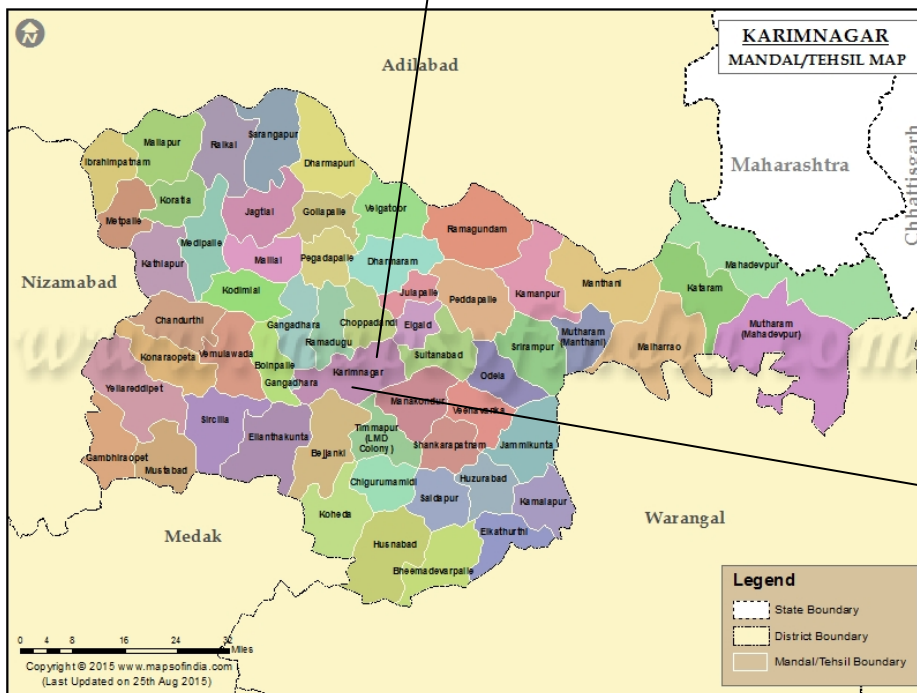 N
KARIMNAGAR
MANDAL/TEHSIL MAP
Adilabad
Maharashtra
Chhattisgarh
Nizamabad
Medak
Warangal
Mallapur
Raikal
Sarangapur
Ibrahimpatnam
Dharmapuri
Metpalle
Koratla
Jagtial
Gollapalle
Velgatoor
Ramagundam
Medipalle
Kathlapur
Mallial
Pegadapalle
Dharmaram
Mahadevpur
Kodimial
Julapalle
Peddapalle
Kamanpur
Manthani
Kataram
Chandurthi
Gangadhara
Ramadugu
Choppadandi
Elgaid
Mutharam
(Manthani)
Mutharam
(Mahadevpur)
Konaraopeta
Vemulawada
Boinpalle
Sultanabad
Srirampur
Malharrao
Gangadhara
Karimnagar
Odela
Yellareddipet
Manakondur
Veenavanka
Sircilla
Ellanthakunta
Timmapur
(LMD
Colony)
Bejjanki
Shankarapatnam
Jammikunta
Gambhiraopet
Mustabad
Chigurumamidi
Saidapur
Huzurabad
Kamalapur
Koheda
Elkathurthi
Husnabad
Bheemadevarpalle
Legend
State Boundary
District Boundary
Mandal/Tehsil Boundary
0 4 8 16 24 32
Miles
Copyright © 2015 www.mapsofindia.com
(Last Updated on 25th Aug 2015)